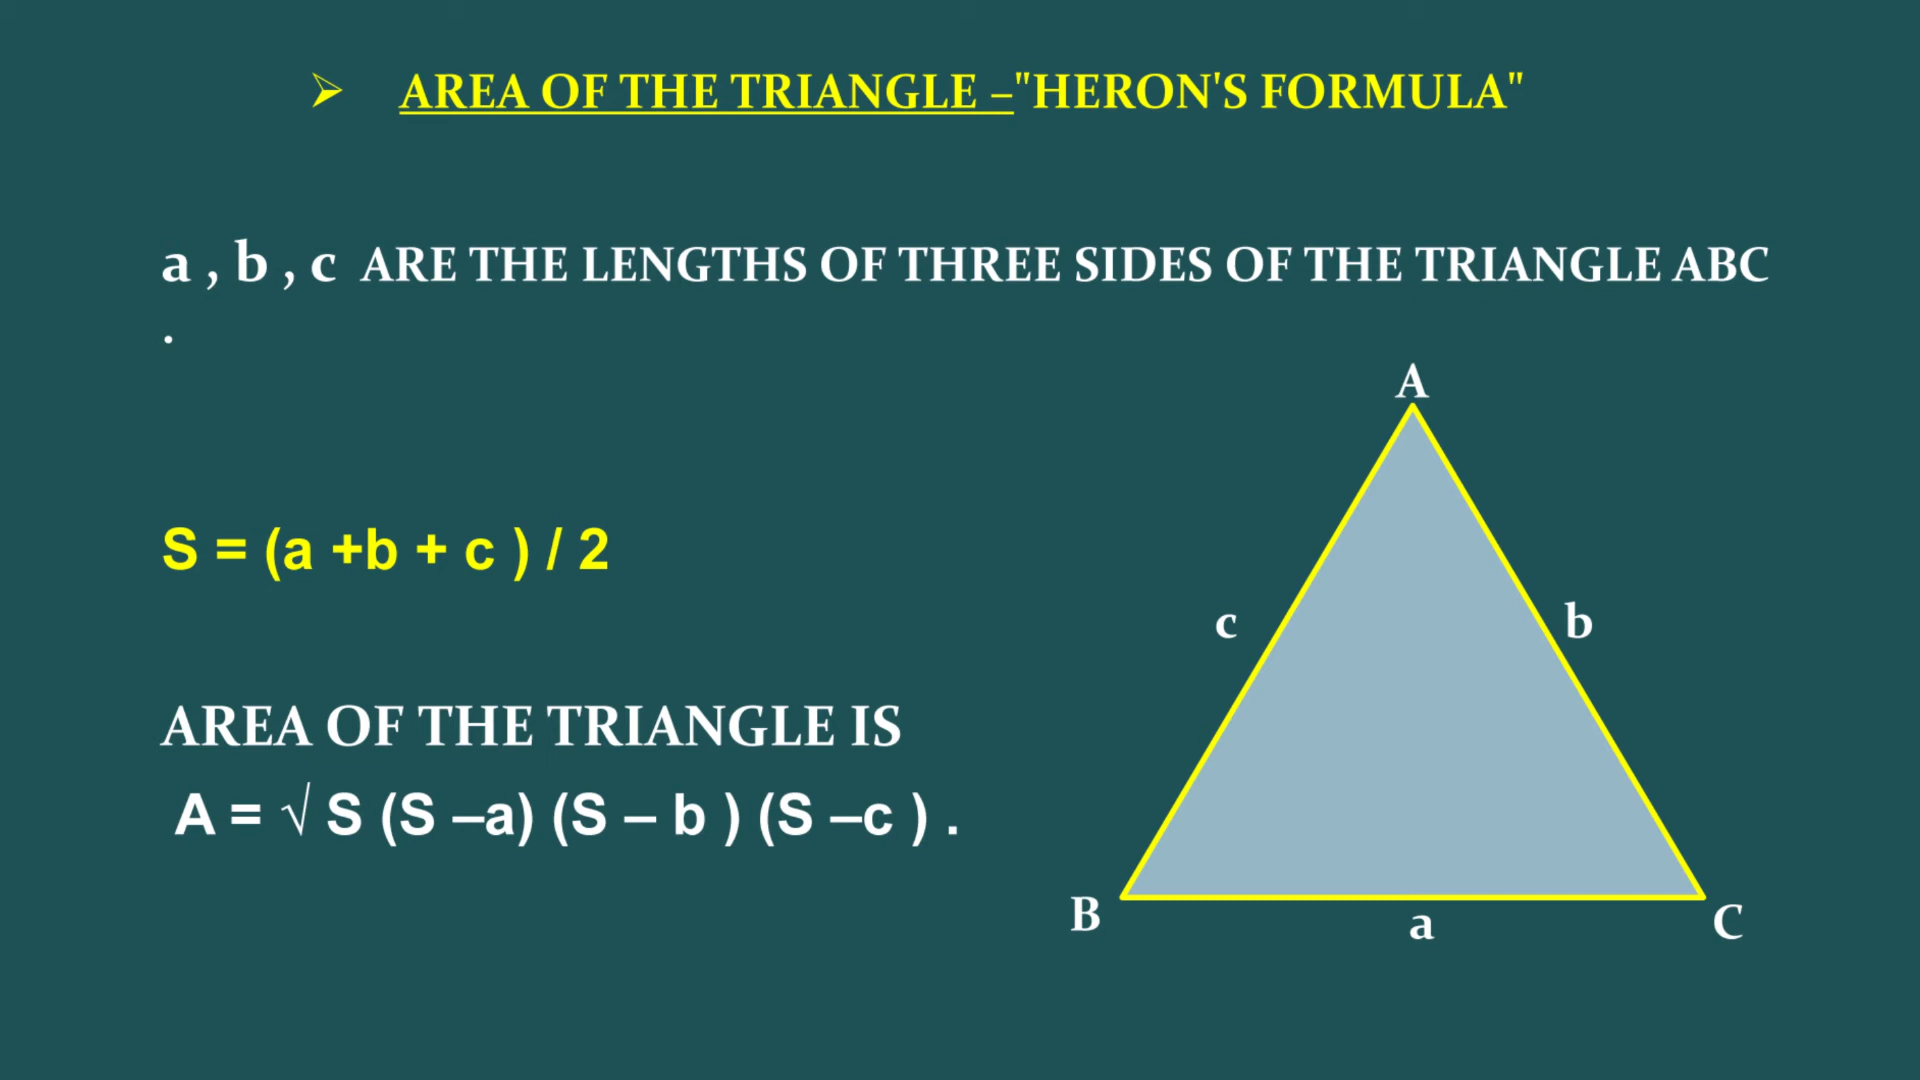 ➢ AREA OF THE TRIANGLE –"HERON'S FORMULA"
a , b , c ARE THE LENGTHS OF THREE SIDES OF THE TRIANGLE ABC
.
A
S = (a +b + c ) / 2
c
b
AREA OF THE TRIANGLE IS
A = √ S (S –a) (S – b ) (S –c ) .
B
a
C